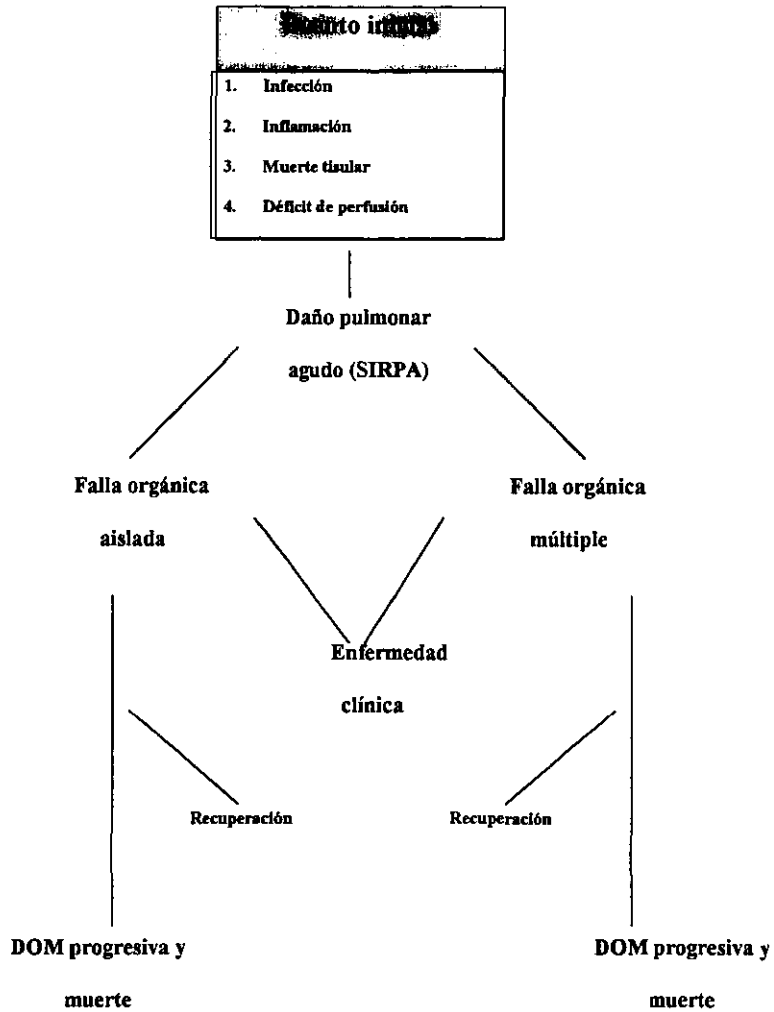 1. Infección
2. Inflamación
3. Muerte tisular
4. Déficit de perfusión
Daño pulmonar
agudo (SIRPA)
Falla orgánica
aislada
Falla orgánica
múltiple
Enfermedad
clínica
Recuperación
Recuperación
DOM progresiva y
muerte
DOM progresiva y
muerte